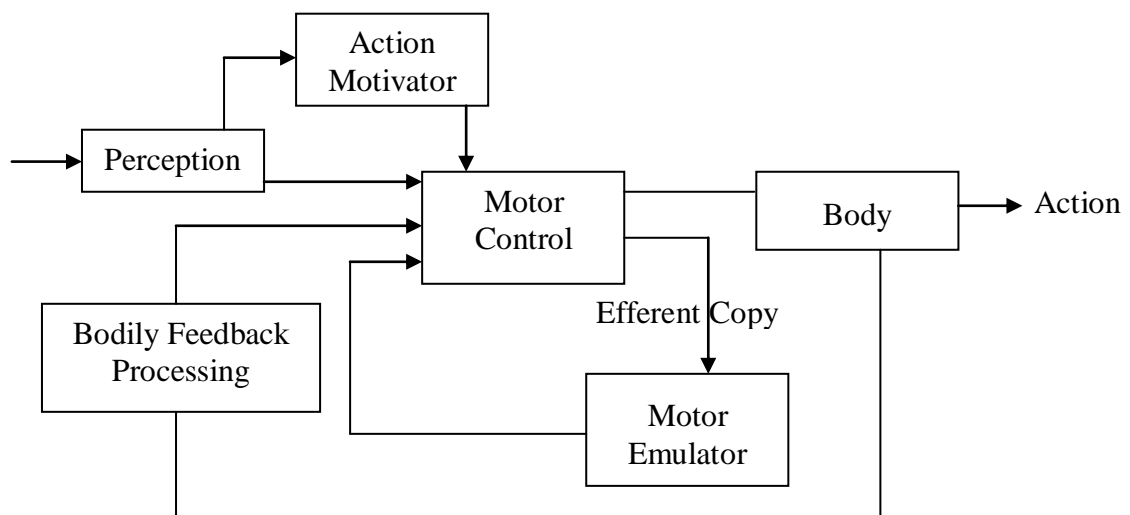 Action
Motivator
Perception
Motor
Control
Body
Action
Efferent Copy
Bodily Feedback
Processing
Motor
Emulator